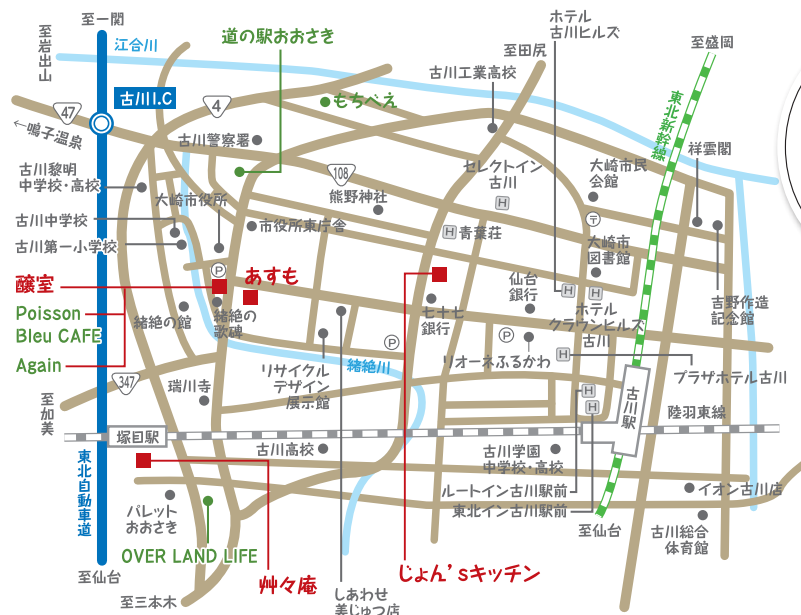 至一関
至岩出山
江合川
古川I.C
47
←鳴子温泉
4
道の駅おおさき
もちべえ
古川警察署
108
至田尻
古川工業高校
ホテル
古川ヒルズ
至盛岡
東北新幹線
祥雲閣
セレクトイン
古川
H
大崎市民
会館
〒
古川黎明
中学校・高校
大崎市役所
熊野神社
古川中学校
市役所東庁舎
H 青葉荘
古川第一小学校
大崎市
図書館
吉野作造
記念館
P
醸室
あすも
Poisson
Bleu CAFE
Again
緒絶の館
緒絶の
歌碑
七十七
銀行
仙台
銀行
H
H
ホテル
クラウンヒルズ
古川
P
P
リオーネふるかわ
H
プラザホテル古川
緒絶川
リサイクル
デザイン
展示館
347
至加美
瑞川寺
H
H
古川駅
陸羽東線
塚目駅
東北自動車道
古川高校
古川学園
中学校・高校
ルートイン古川駅前
東北イン古川駅前
イオン古川店
パレット
おおさき
OVER LAND LIFE
艸々庵
じょん'sキッチン
しあわせ
美じゅつ店
至仙台
古川総合
体育館
至仙台
至三本木